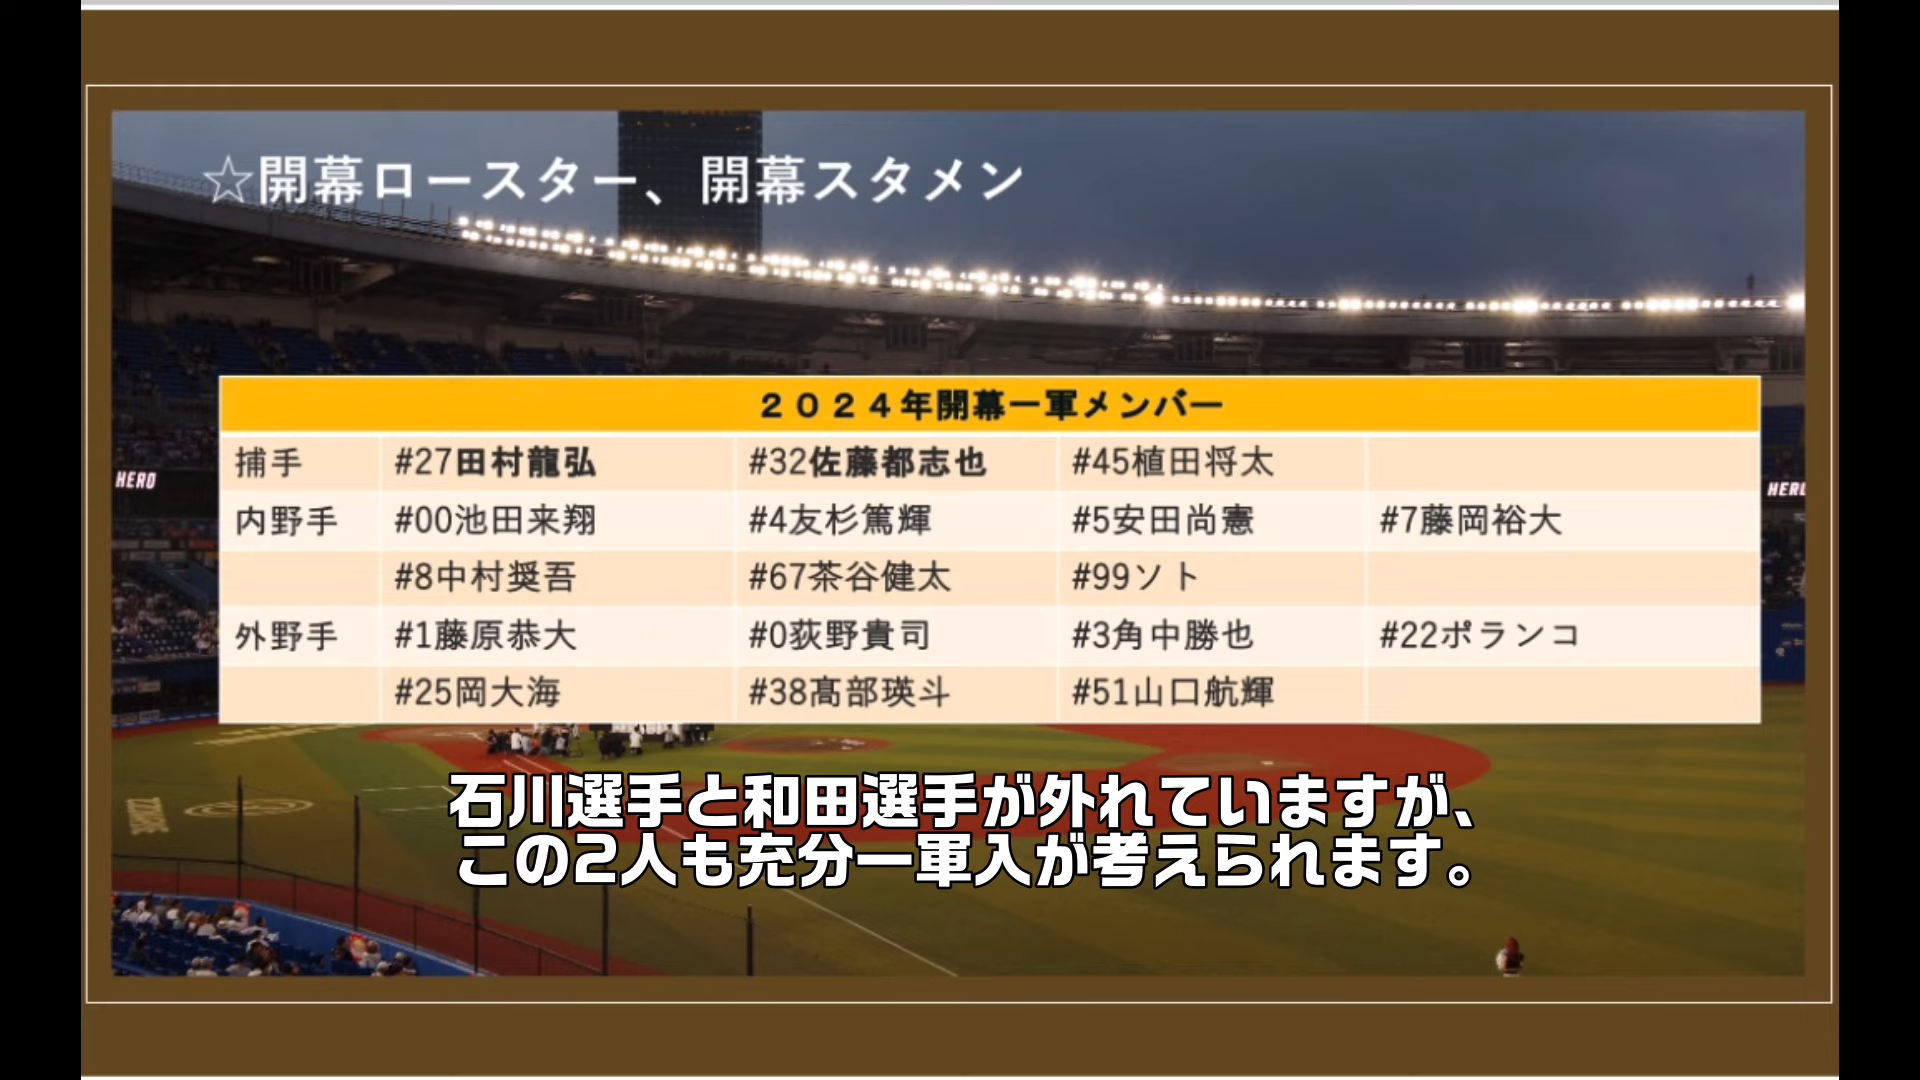 ☆開幕ロースター、開幕スタメン
２０２４年開幕一軍メンバー
捕手 #27田村龍弘 #32佐藤都志也 #45植田将太
HERO
HERO
内野手 #00池田来翔 #4友杉篤輝 #5安田尚憲 #7藤岡裕大
#8中村奨吾 #67茶谷健太 #99ソト
外野手 #1藤原恭大 #0荻野貴司 #3角中勝也 #22ポランコ
#25岡大海 #38髙部瑛斗 #51山口航輝
石川選手と和田選手が外れていますが、
この2人も充分一軍入が考えられます。